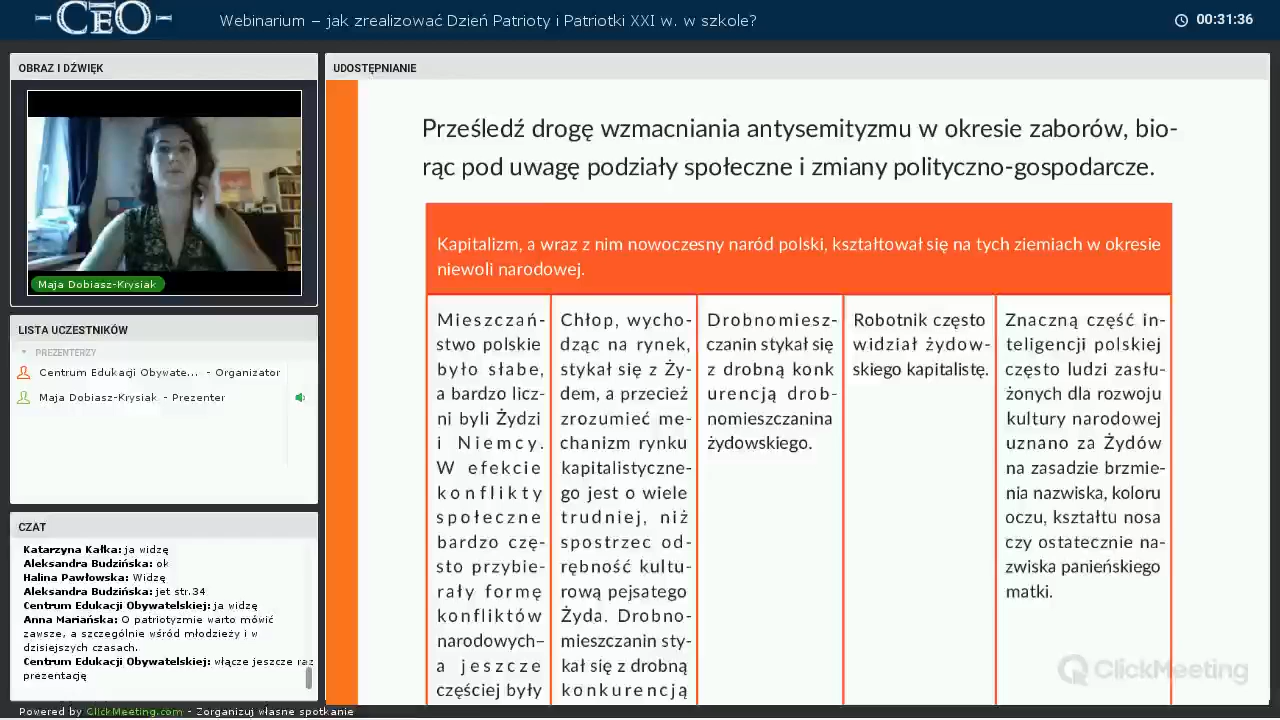 CEO
Webinarium – jak zrealizować Dzień Patrioty i Patriotki XXI w. w szkole?
00:31:36
OBRAZ I DŹWIĘK
Maja Dobiasz-Krysiak
LISTA UCZESTNIKÓW
PREZENTERZY
Centrum Edukacji Obywate... - Organizator
Maja Dobiasz-Krysiak - Prezenter
CZAT
Katarzyna Kałka: ja widzę
Aleksandra Budzińska: ok
Halina Pawłowska: Widzę
Aleksandra Budzińska: jet str.34
Centrum Edukacji Obywatelskiej: ja widzę
Anna Mariańska: O patriotyzmie warto mówić
zawsze, a szczególnie wśród młodzieży i w
dzisiejszych czasach.
Centrum Edukacji Obywatelskiej: włącze jeszcze raz
prezentację
Powered by ClickMeeting.com - Zorganizuj własne spotkanie
UDOSTĘPNIANIE
Prześledź drogę wzmacniania antysemityzmu w okresie zaborów, bio-
rąc pod uwagę podziały społeczne i zmiany polityczno-gospodarcze.
Kapitalizm, a wraz z nim nowoczesny naród polski, kształtował się na tych ziemiach w okresie
niewoli narodowej.
Mieszczań-
stwo polskie
było słabe,
a bardzo licz-
ni byli Żydzi
i Niemcy.
W efekcie
konflikty
społeczne
bardzo czę-
sto przybie-
rały formę
konfliktów
narodowych–
a jeszcze
częściej były
Chłop, wycho-
dząc na rynek,
stykał się z Ży-
dem, a przecież
zrozumieć me-
chanizm rynku
kapitalistyczne-
go jest o wiele
trudniej, niż
spostrzec od-
rębność kultu-
rową pejsatego
Żyda. Drobno-
mieszczanin sty-
kał się z drobną
konkurencją
Drobnomiesz-
czanin stykał się
z drobną konk
urencją drob-
nomieszczanina
żydowskiego.
Robotnik często
widział żydow-
skiego kapitalistę.
Znaczną część in-
teligencji polskiej
często ludzi zasłu-
żonych dla rozwoju
kultury narodowej
uznano za Żydów
na zasadzie brzmie-
nia nazwiska, koloru
oczu, kształtu nosa
czy ostatecznie na-
zwiska panieńskiego
matki.
ClickMeeting